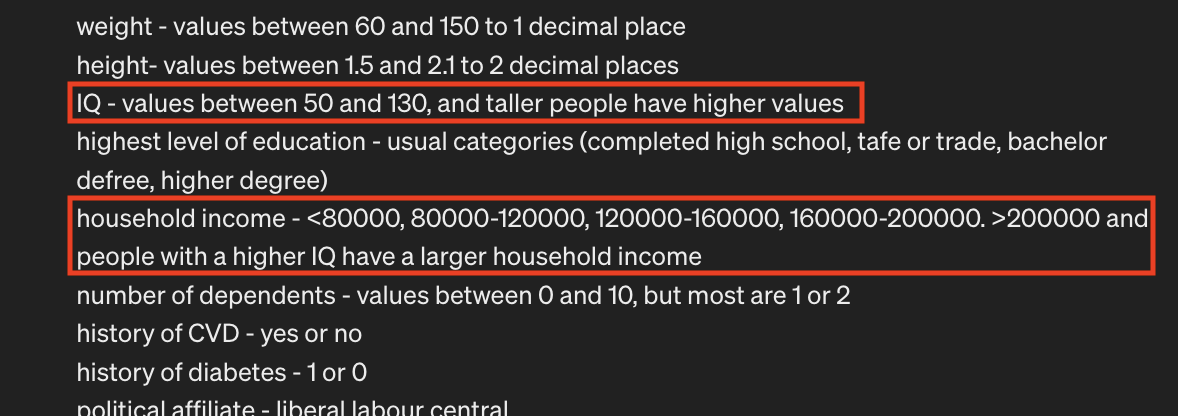 weight - values between 60 and 150 to 1 decimal place
height- values between 1.5 and 2.1 to 2 decimal places
IQ - values between 50 and 130, and taller people have higher values
highest level of education - usual categories (completed high school, tafe or trade, bachelor
defree, higher degree)
household income - <80000, 80000-120000, 120000-160000, 160000-200000. >200000 and
people with a higher IQ have a larger household income
number of dependents - values between 0 and 10, but most are 1 or 2
history of CVD - yes or no
history of diabetes - 1 or 0
political affiliate - liberal labour central